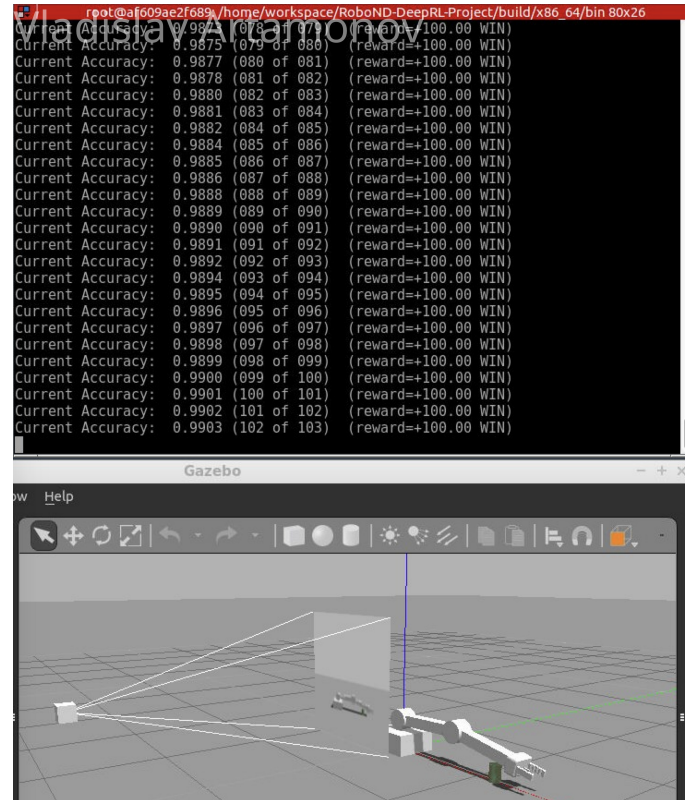 root@af609ae2f689: /home/workspace/RoboND-DeepRL-Project/build/x86_64/bin 80x26
Vladislav Artamonov
Current Accuracy:  0.9873 (078 of 079)  (reward=+100.00 WIN)
Current Accuracy:  0.9875 (079 of 080)  (reward=+100.00 WIN)
Current Accuracy:  0.9877 (080 of 081)  (reward=+100.00 WIN)
Current Accuracy:  0.9878 (081 of 082)  (reward=+100.00 WIN)
Current Accuracy:  0.9880 (082 of 083)  (reward=+100.00 WIN)
Current Accuracy:  0.9881 (083 of 084)  (reward=+100.00 WIN)
Current Accuracy:  0.9882 (084 of 085)  (reward=+100.00 WIN)
Current Accuracy:  0.9884 (085 of 086)  (reward=+100.00 WIN)
Current Accuracy:  0.9885 (086 of 087)  (reward=+100.00 WIN)
Current Accuracy:  0.9886 (087 of 088)  (reward=+100.00 WIN)
Current Accuracy:  0.9888 (088 of 089)  (reward=+100.00 WIN)
Current Accuracy:  0.9889 (089 of 090)  (reward=+100.00 WIN)
Current Accuracy:  0.9890 (090 of 091)  (reward=+100.00 WIN)
Current Accuracy:  0.9891 (091 of 092)  (reward=+100.00 WIN)
Current Accuracy:  0.9892 (092 of 093)  (reward=+100.00 WIN)
Current Accuracy:  0.9894 (093 of 094)  (reward=+100.00 WIN)
Current Accuracy:  0.9895 (094 of 095)  (reward=+100.00 WIN)
Current Accuracy:  0.9896 (095 of 096)  (reward=+100.00 WIN)
Current Accuracy:  0.9897 (096 of 097)  (reward=+100.00 WIN)
Current Accuracy:  0.9898 (097 of 098)  (reward=+100.00 WIN)
Current Accuracy:  0.9899 (098 of 099)  (reward=+100.00 WIN)
Current Accuracy:  0.9900 (099 of 100)  (reward=+100.00 WIN)
Current Accuracy:  0.9901 (100 of 101)  (reward=+100.00 WIN)
Current Accuracy:  0.9902 (101 of 102)  (reward=+100.00 WIN)
Current Accuracy:  0.9903 (102 of 103)  (reward=+100.00 WIN)
Gazebo
ow Help